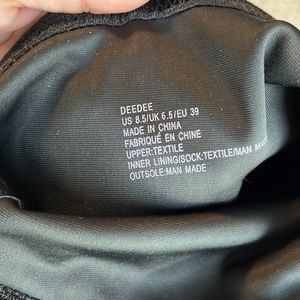 DEEDEE
US 8.5/UK 6.5/EU 39
MADE IN CHINA
FABRIQUÉ EN CHINE
UPPER:TEXTILE
INNER LINING/SOCK:TEXTILE/MAN MA
OUTSOLE:MAN MADE